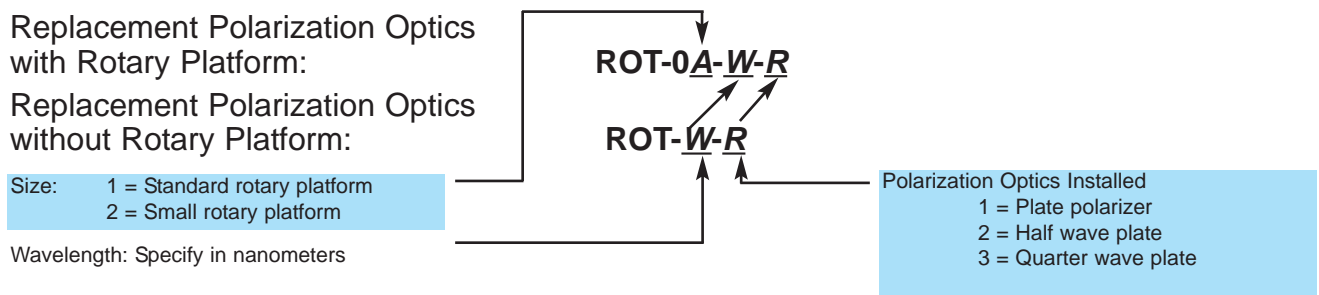 Replacement Polarization Optics
with Rotary Platform:
ROT-0A-W-R
Replacement Polarization Optics
without Rotary Platform:
ROT-W-R
Size: 1 = Standard rotary platform
2 = Small rotary platform
Wavelength: Specify in nanometers
Polarization Optics Installed
1 = Plate polarizer
2 = Half wave plate
3 = Quarter wave plate